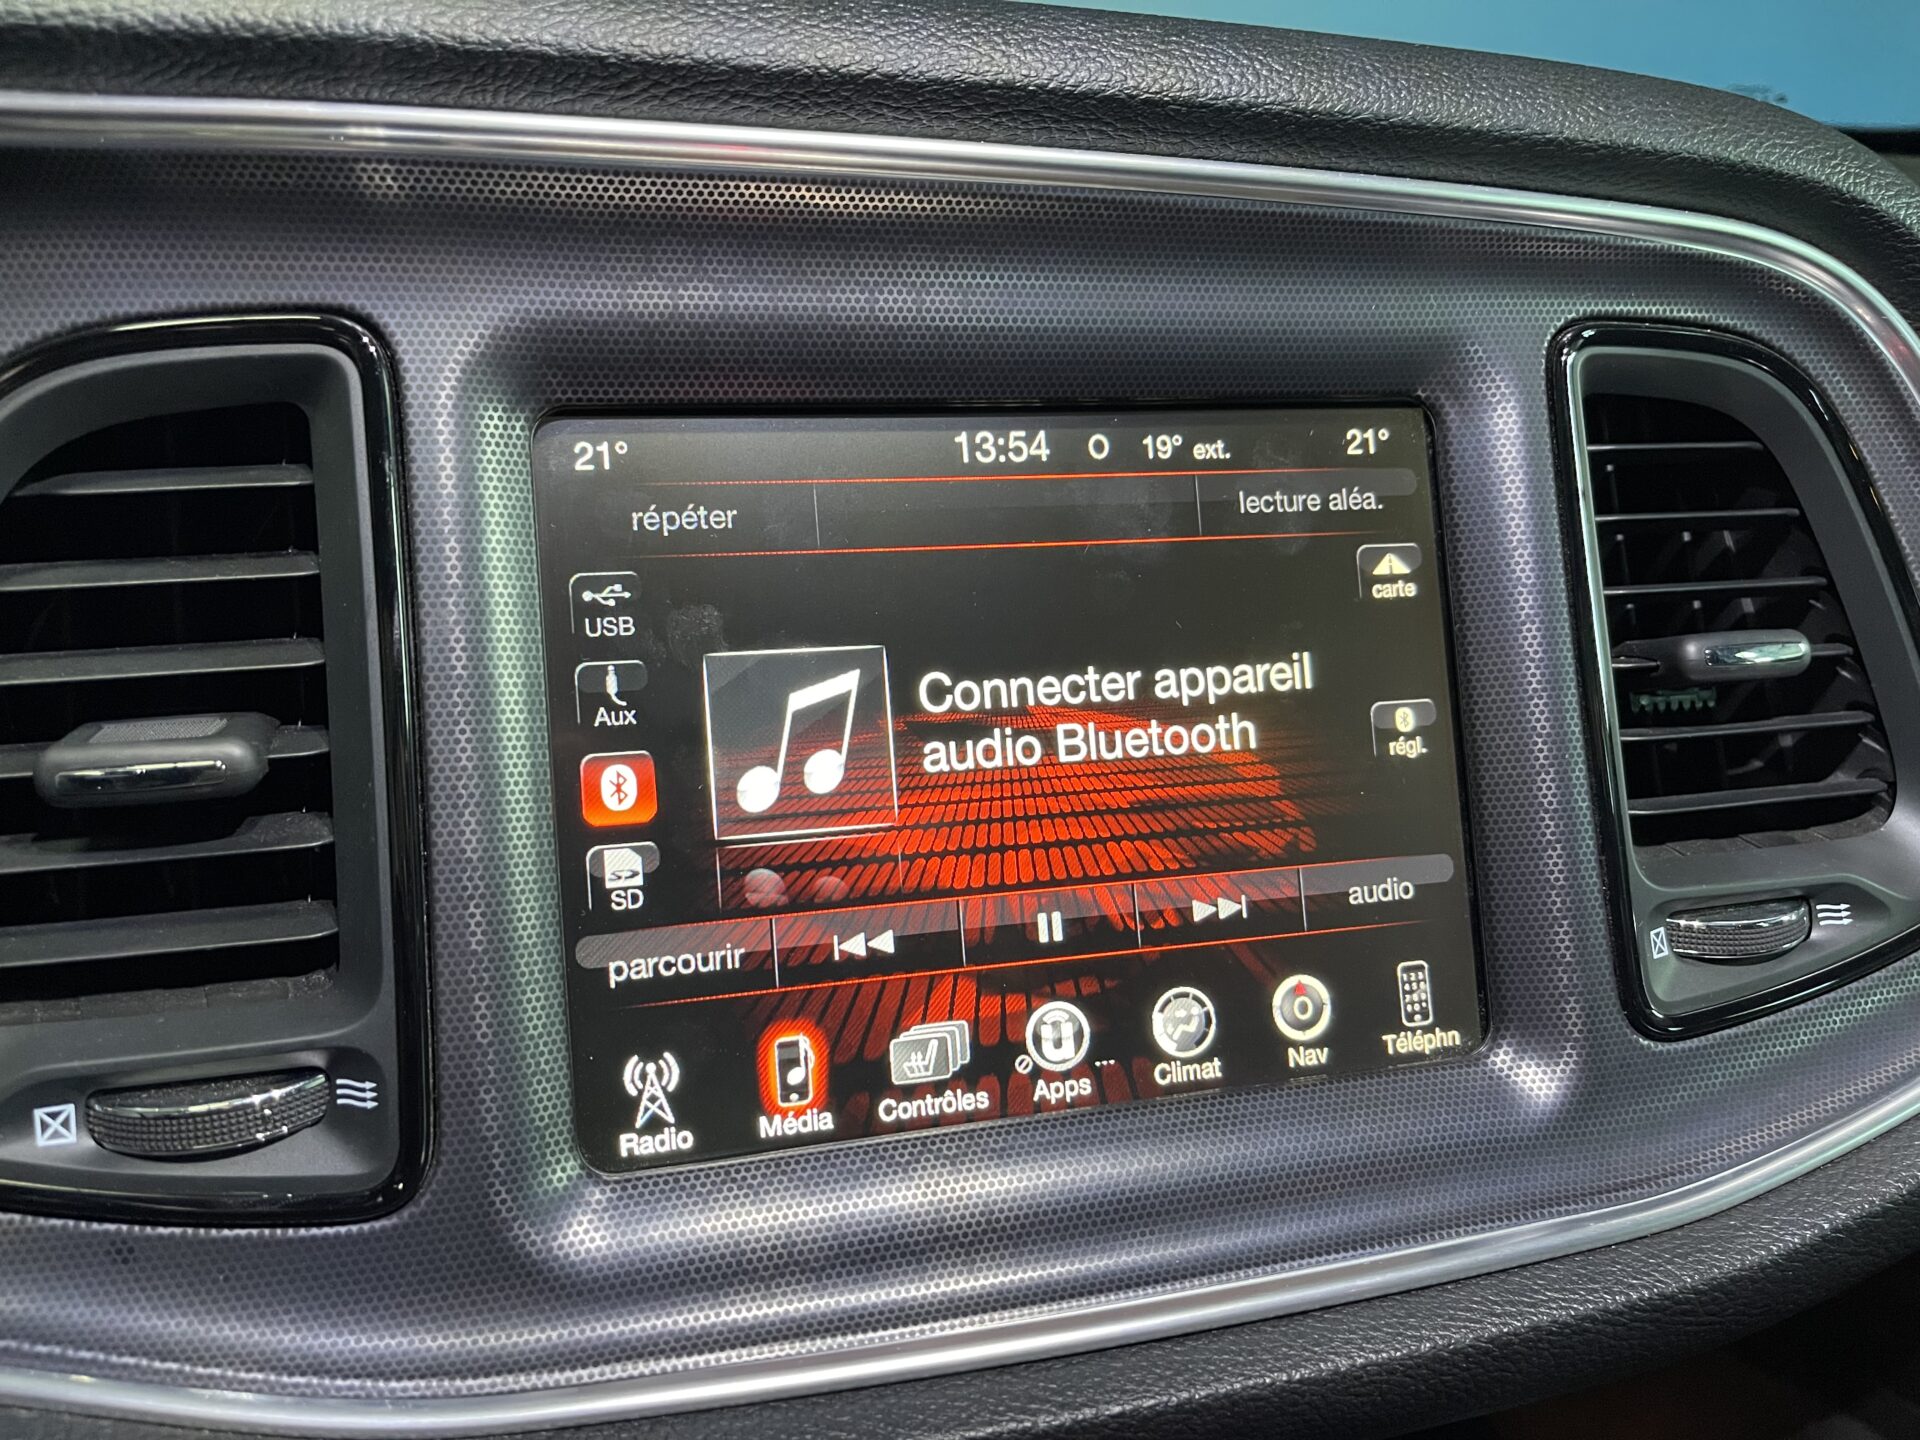 21° 13:54 O 19° ext. 21°
répéter lecture aléa.
carte
USB
Aux
Connecter appareil
audio Bluetooth
régl.
SD
parcourir audio
Radio Média Contrôles Apps ... Climat Nav Téléphn